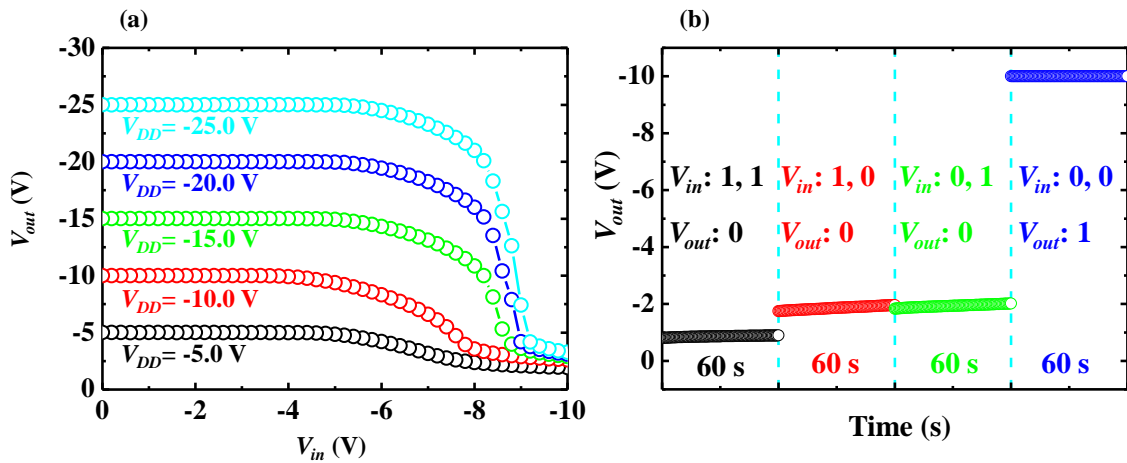 (a)
-30
-25
-20
-15
-10
-5
0
V_out (V)
V_DD= -25.0 V
V_DD= -20.0 V
V_DD= -15.0 V
V_DD= -10.0 V
V_DD= -5.0 V
0 -2 -4 -6 -8 -10
V_in (V)
(b)
-10
-8
-6
-4
-2
0
V_out (V)
V_in: 1, 1 V_in: 1, 0 V_in: 0, 1 V_in: 0, 0
V_out: 0 V_out: 0 V_out: 0 V_out: 1
60 s 60 s 60 s 60 s
Time (s)